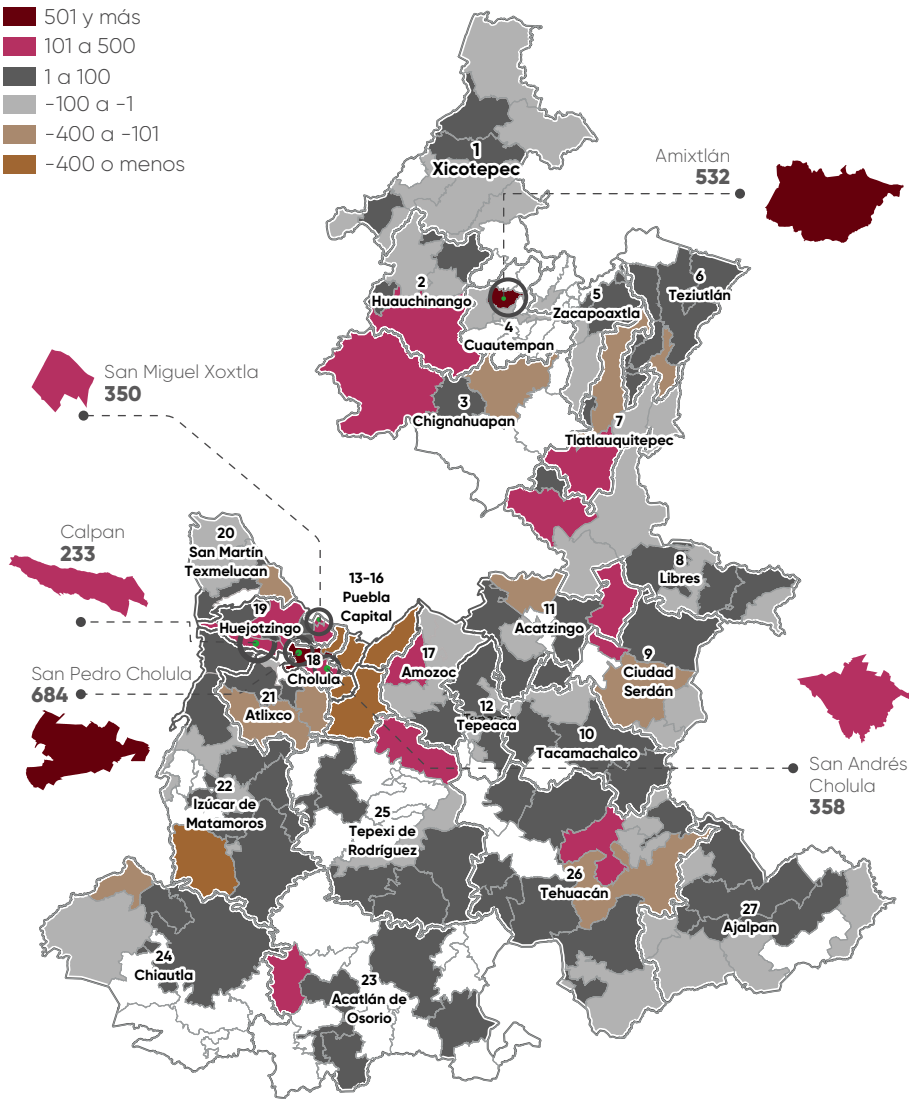 501 y más
101 a 500
1 a 100
-100 a -1
-400 a -101
-400 o menos
1
Xicotepec
Amixtlán
532
2
Huauchinango
5
Zacapoaxtla
6
Teziutlán
4
Cuautempan
San Miguel Xoxtla
350
3
Chignahuapan
7
Tlatlauquitepec
Calpan
233
20
San Martín
Texmelucan
13-16
Puebla
Capital
8
Libres
19
Huejotzingo
11
Acatzingo
18
Cholula
17
Amozoc
9
Ciudad
Serdán
San Pedro Cholula
684
21
Atlixco
12
Tepeaca
10
Tacamachalco
San Andrés
Cholula
358
22
Izúcar de
Matamoros
25
Tepexi de
Rodríguez
26
Tehuacán
27
Ajalpan
24
Chiautla
23
Acatlán de
Osorio